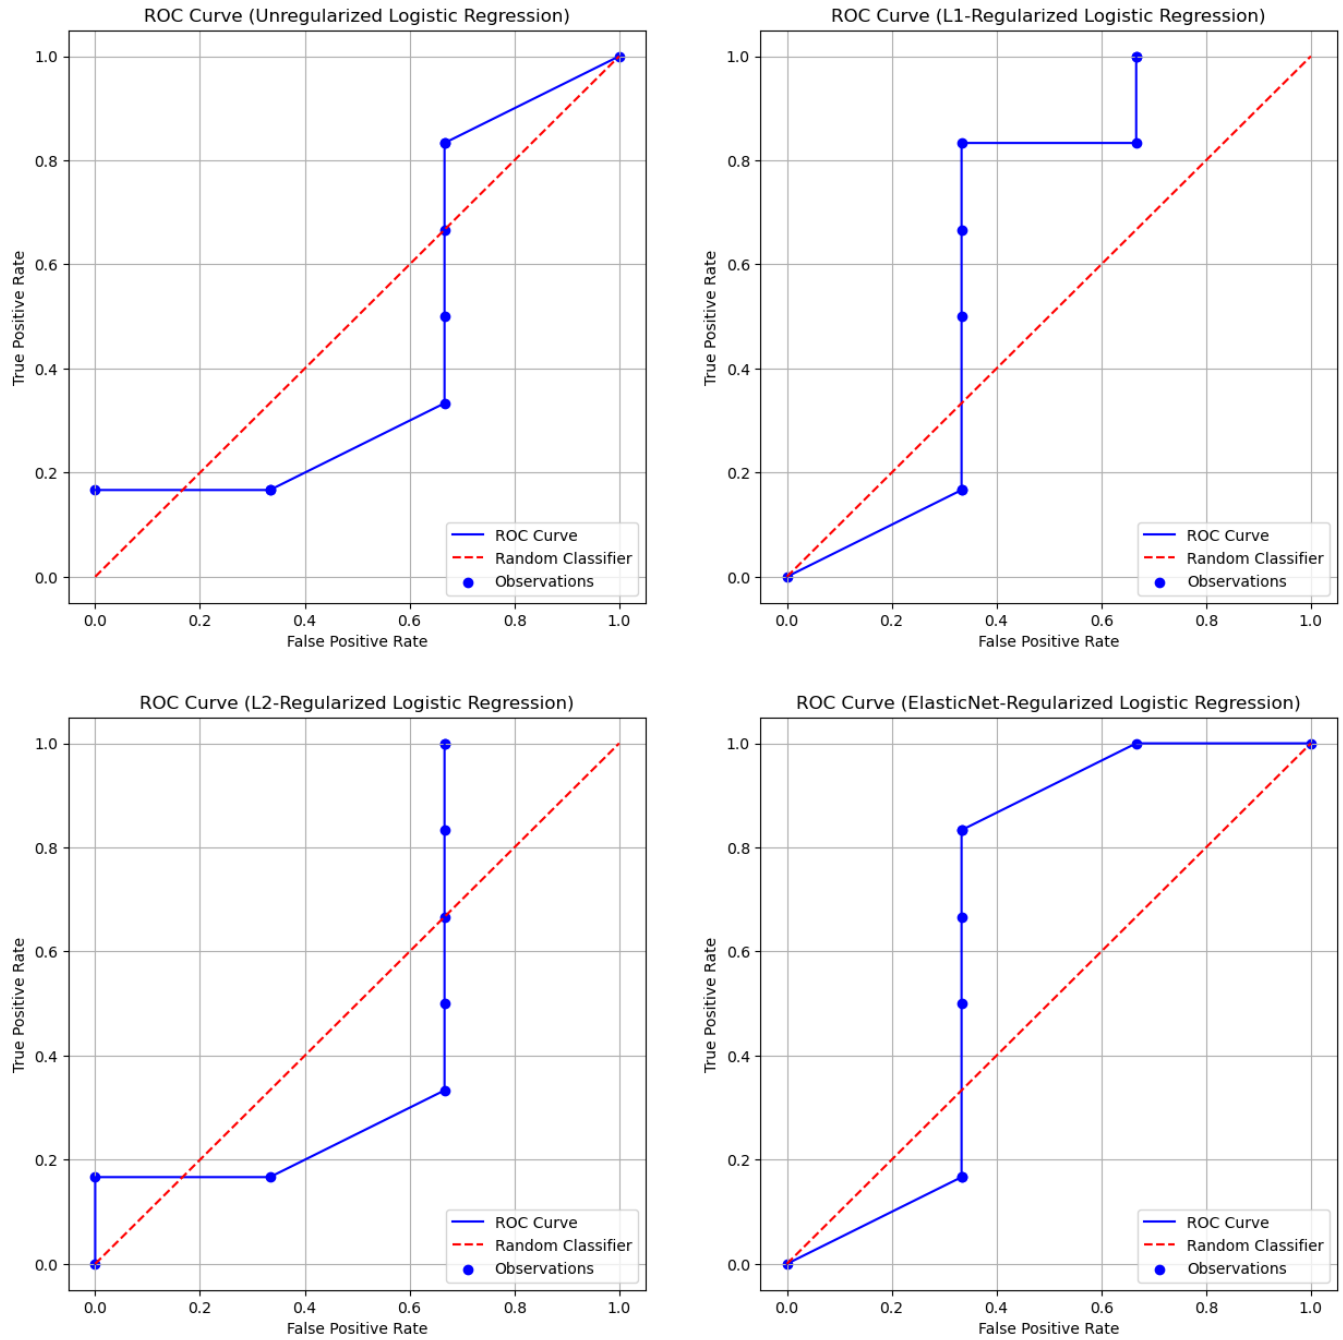 ROC Curve (Unregularized Logistic Regression)
1.0
0.8
0.6
0.4
0.2
0.0
True Positive Rate
0.0 0.2 0.4 0.6 0.8 1.0
False Positive Rate
ROC Curve
Random Classifier
Observations
ROC Curve (L1-Regularized Logistic Regression)
1.0
0.8
0.6
0.4
0.2
0.0
True Positive Rate
0.0 0.2 0.4 0.6 0.8 1.0
False Positive Rate
ROC Curve
Random Classifier
Observations
ROC Curve (L2-Regularized Logistic Regression)
1.0
0.8
0.6
0.4
0.2
0.0
True Positive Rate
0.0 0.2 0.4 0.6 0.8 1.0
False Positive Rate
ROC Curve
Random Classifier
Observations
ROC Curve (ElasticNet-Regularized Logistic Regression)
1.0
0.8
0.6
0.4
0.2
0.0
True Positive Rate
0.0 0.2 0.4 0.6 0.8 1.0
False Positive Rate
ROC Curve
Random Classifier
Observations